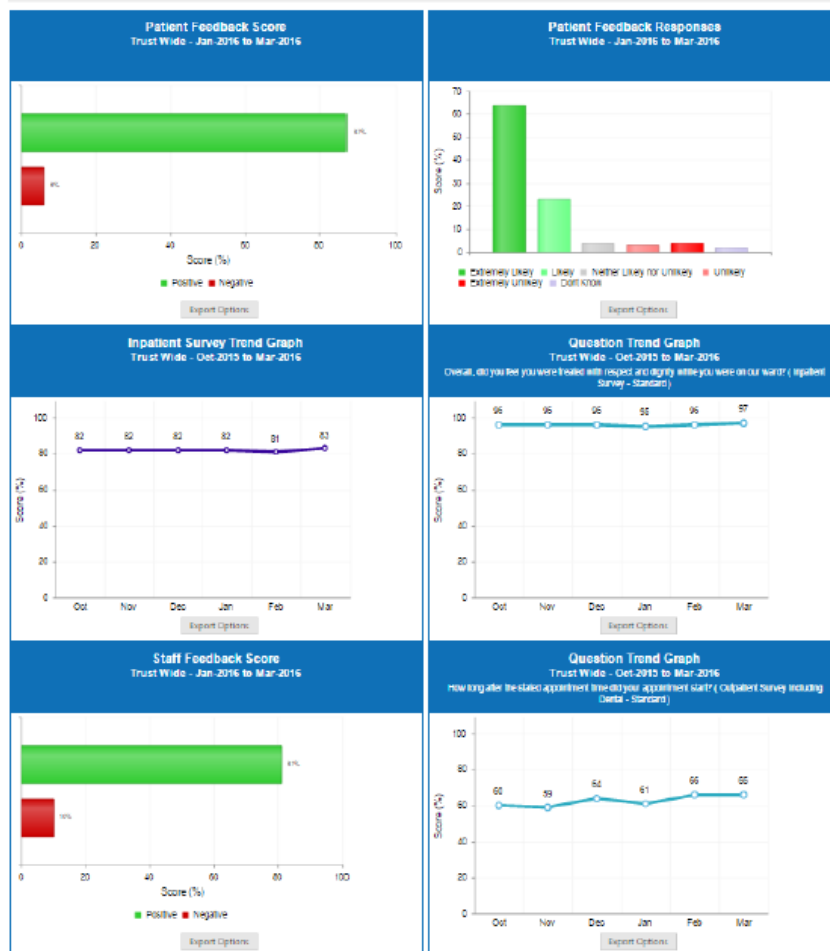 Patient Feedback Score
Trust Wide - Jan-2016 to Mar-2016
0 20 40 60 80 100
Score (%)
Positive Negative
Export Options
Patient Feedback Responses
Trust Wide - Jan-2016 to Mar-2016
Score (%)
70
60
50
40
30
20
10
0
Extremely Likely Likely Neither Likely nor Unlikely Unlikely
Extremely Unlikely Don't Know
Export Options
Inpatient Survey Trend Graph
Trust Wide - Oct-2015 to Mar-2016
Score (%)
100
80
60
40
20
0
82 82 82 82 81 83
Oct Nov Dec Jan Feb Mar
Export Options
Question Trend Graph
Trust Wide - Oct-2015 to Mar-2016
Overall, did you feel you were treated with respect and dignity while you were on our ward? ( Inpatient
Survey - Standard )
Score (%)
100
80
60
40
20
0
96 96 96 95 96 97
Oct Nov Dec Jan Feb Mar
Export Options
Staff Feedback Score
Trust Wide - Jan-2016 to Mar-2016
81%
10%
0 20 40 60 80 100
Score (%)
Positive Negative
Export Options
Question Trend Graph
Trust Wide - Oct-2015 to Mar-2016
How long after the stated appointment time did your appointment start? ( Outpatient Survey Including
Dental - Standard )
Score (%)
100
80
60
40
20
0
60 59 64 61 66 66
Oct Nov Dec Jan Feb Mar
Export Options